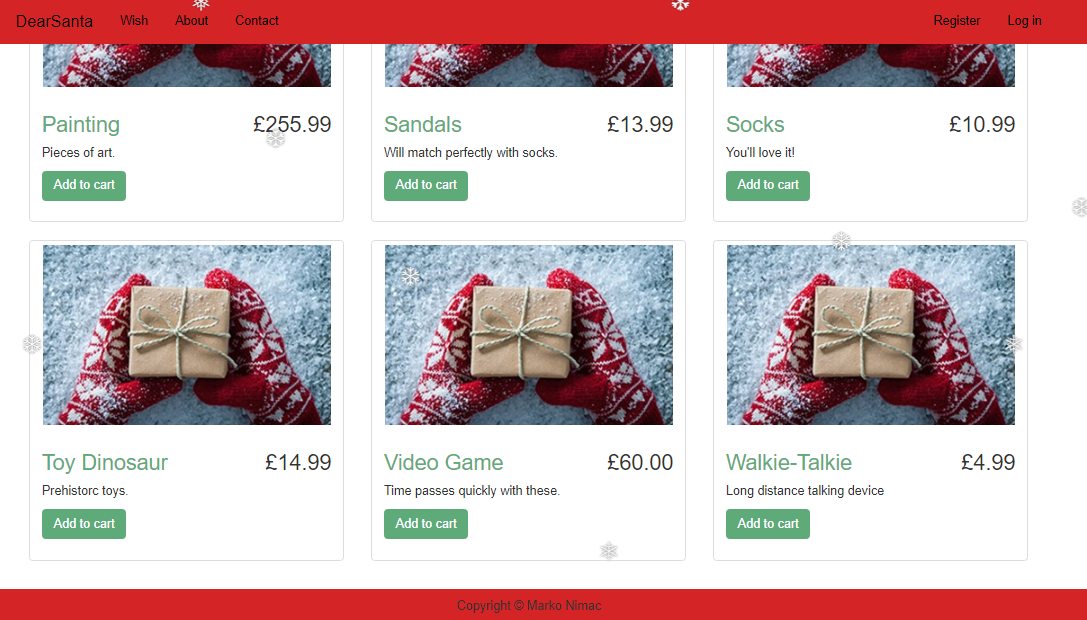 DearSanta Wish About Contact Register Log in
Painting £255.99
Pieces of art.
Add to cart
Sandals £13.99
Will match perfectly with socks.
Add to cart
Socks £10.99
You'll love it!
Add to cart
Toy Dinosaur £14.99
Prehistorc toys.
Add to cart
Video Game £60.00
Time passes quickly with these.
Add to cart
Walkie-Talkie £4.99
Long distance talking device
Add to cart
Copyright © Marko Nimac